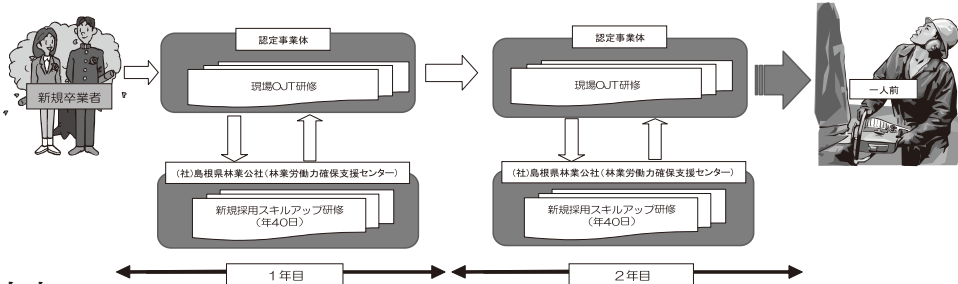 新規卒業者
認定事業体
現場OJT研修
(社)島根県林業公社(林業労働力確保支援センター)
新規採用スキルアップ研修
(年40日)
1年目
認定事業体
現場OJT研修
(社)島根県林業公社(林業労働力確保支援センター)
新規採用スキルアップ研修
(年40日)
2年目
一人前